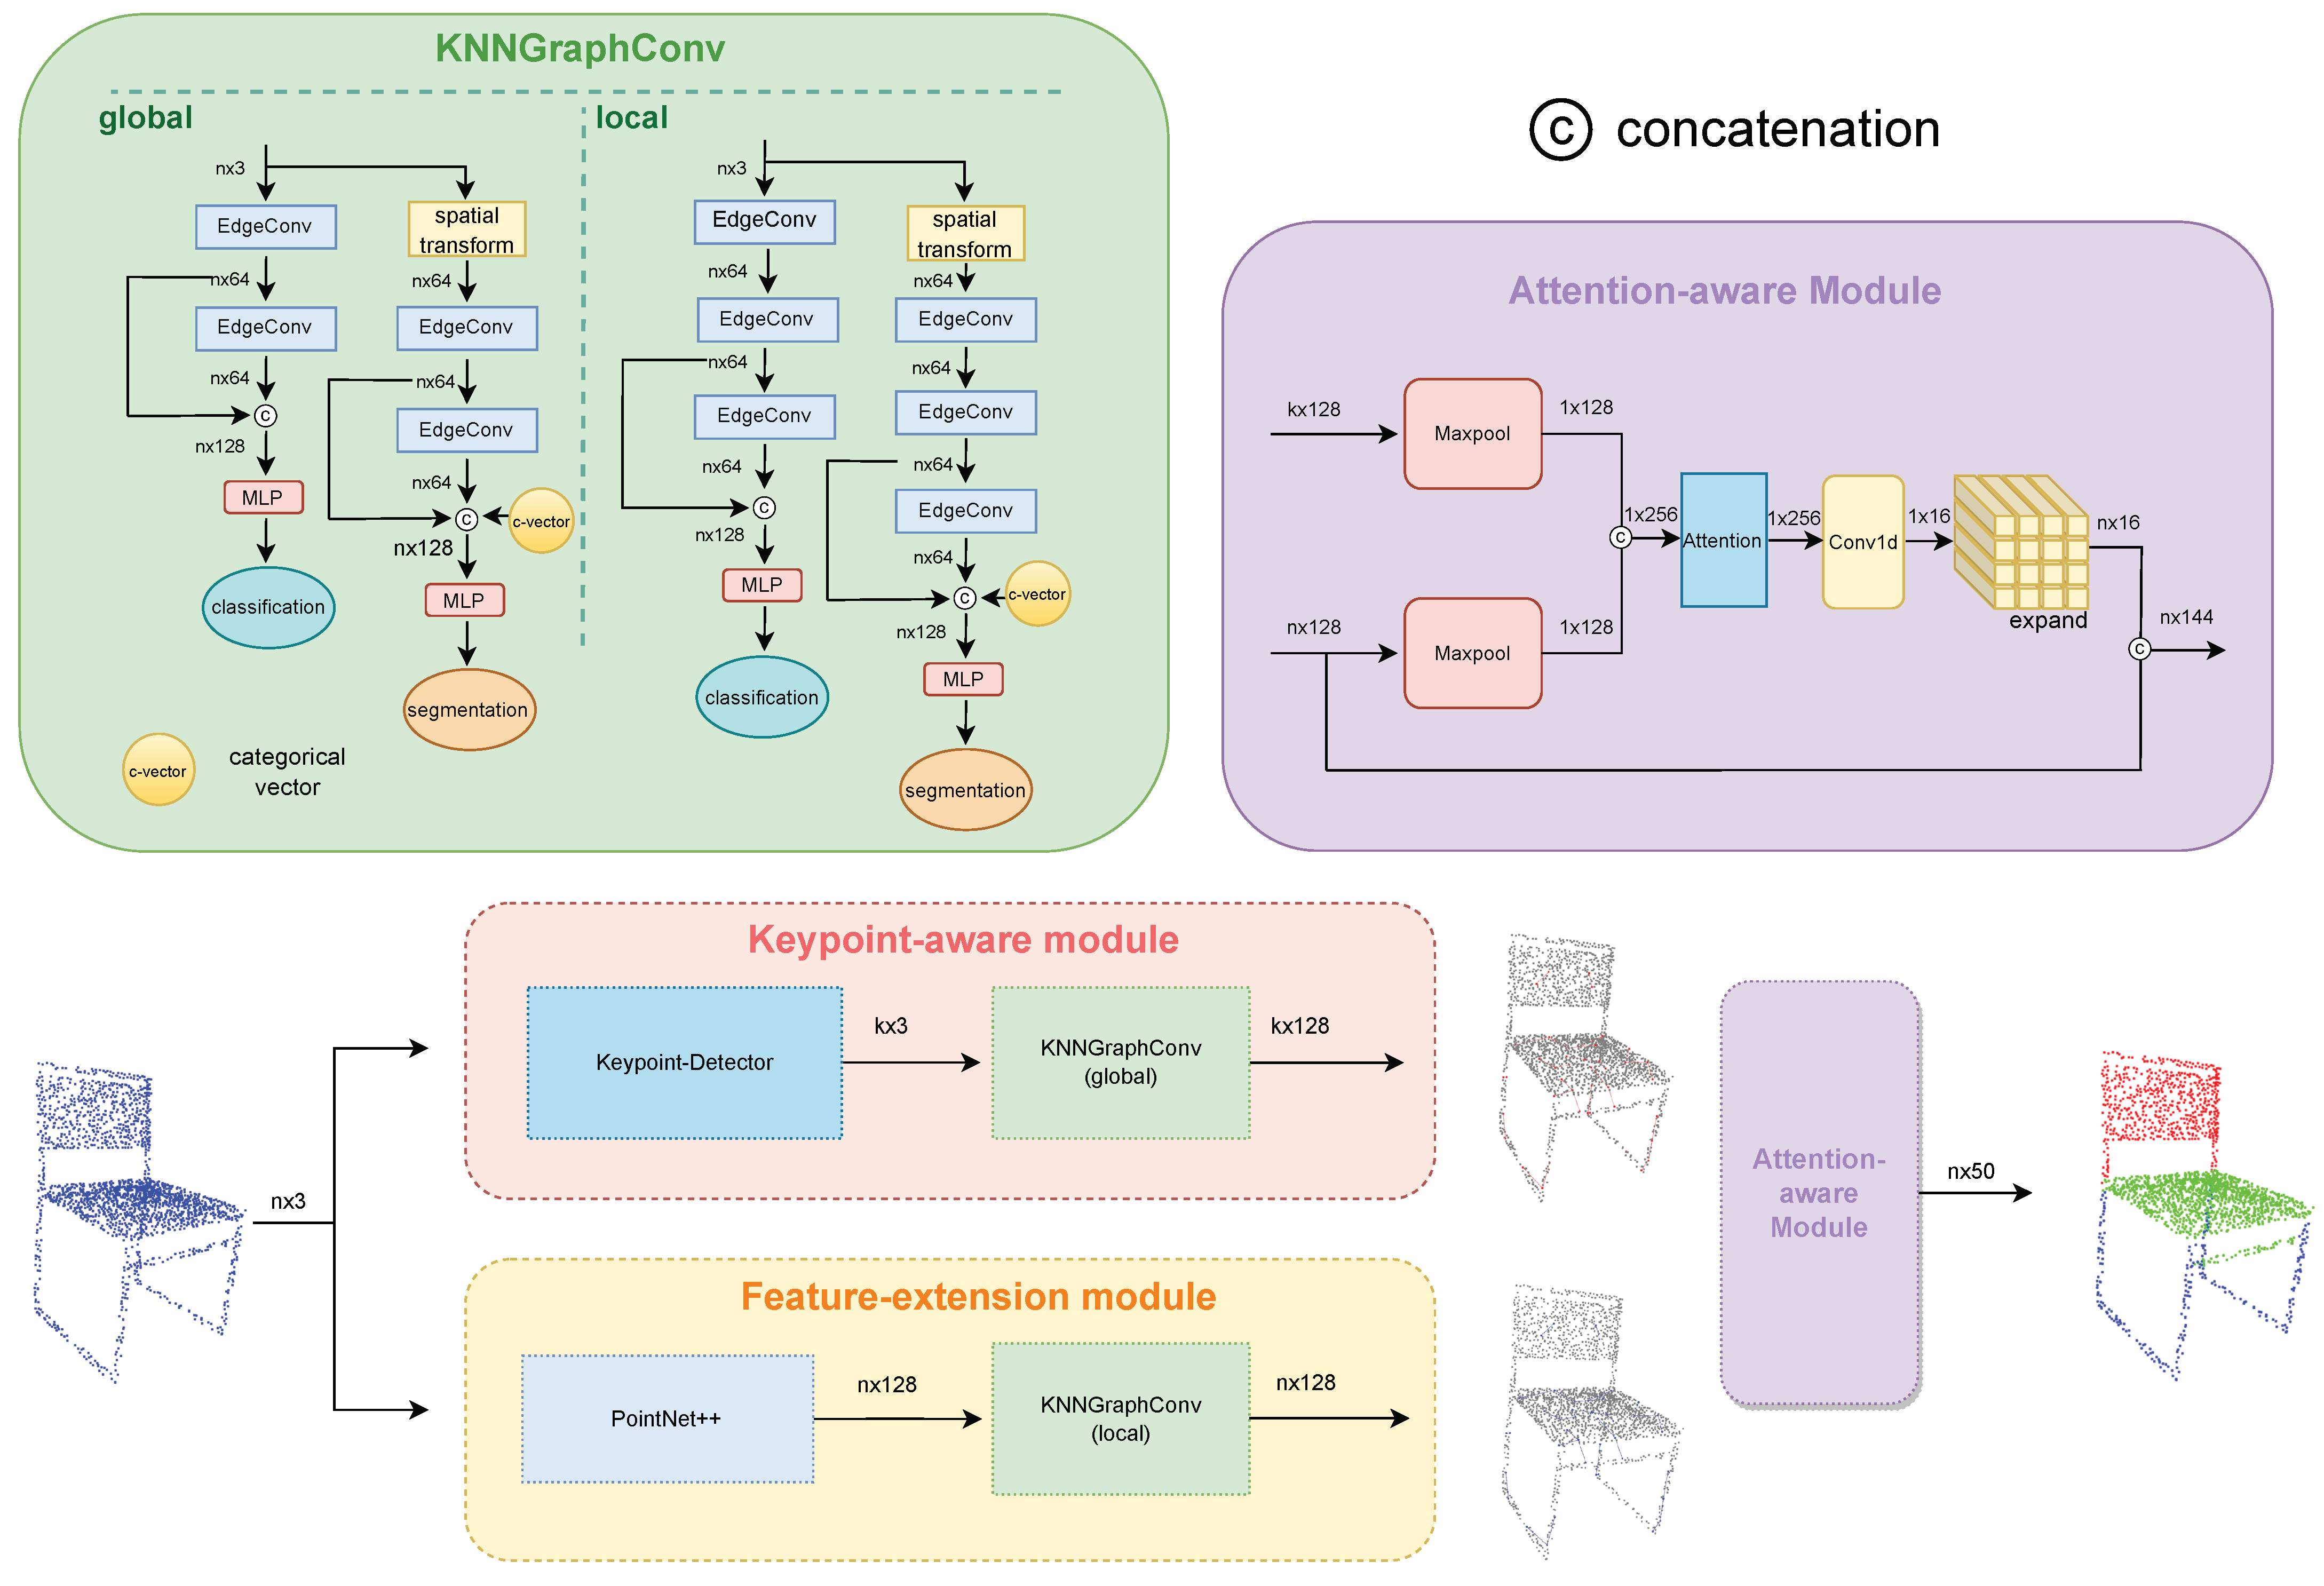 KNNGraphConv
global
nx3
EdgeConv
nx64
EdgeConv
nx64
C
nx128
MLP
classification
spatial
transform
nx64
EdgeConv
nx64
EdgeConv
nx64
C
c-vector
nx128
MLP
segmentation
c-vector
categorical
vector
local
nx3
EdgeConv
nx64
EdgeConv
nx64
EdgeConv
nx64
C
nx128
MLP
classification
spatial
transform
nx64
EdgeConv
nx64
EdgeConv
nx64
EdgeConv
nx64
C
c-vector
nx128
MLP
segmentation
C concatenation
Attention-aware Module
kx128
Maxpool
1x128
nx128
Maxpool
1x128
C
1x256
Attention
1x256
Conv1d
1x16
expand
nx16
C
nx144
nx3
Keypoint-aware module
Keypoint-Detector
kx3
KNNGraphConv
(global)
kx128
Feature-extension module
PointNet++
nx128
KNNGraphConv
(local)
nx128
Attention-
aware
Module
nx50